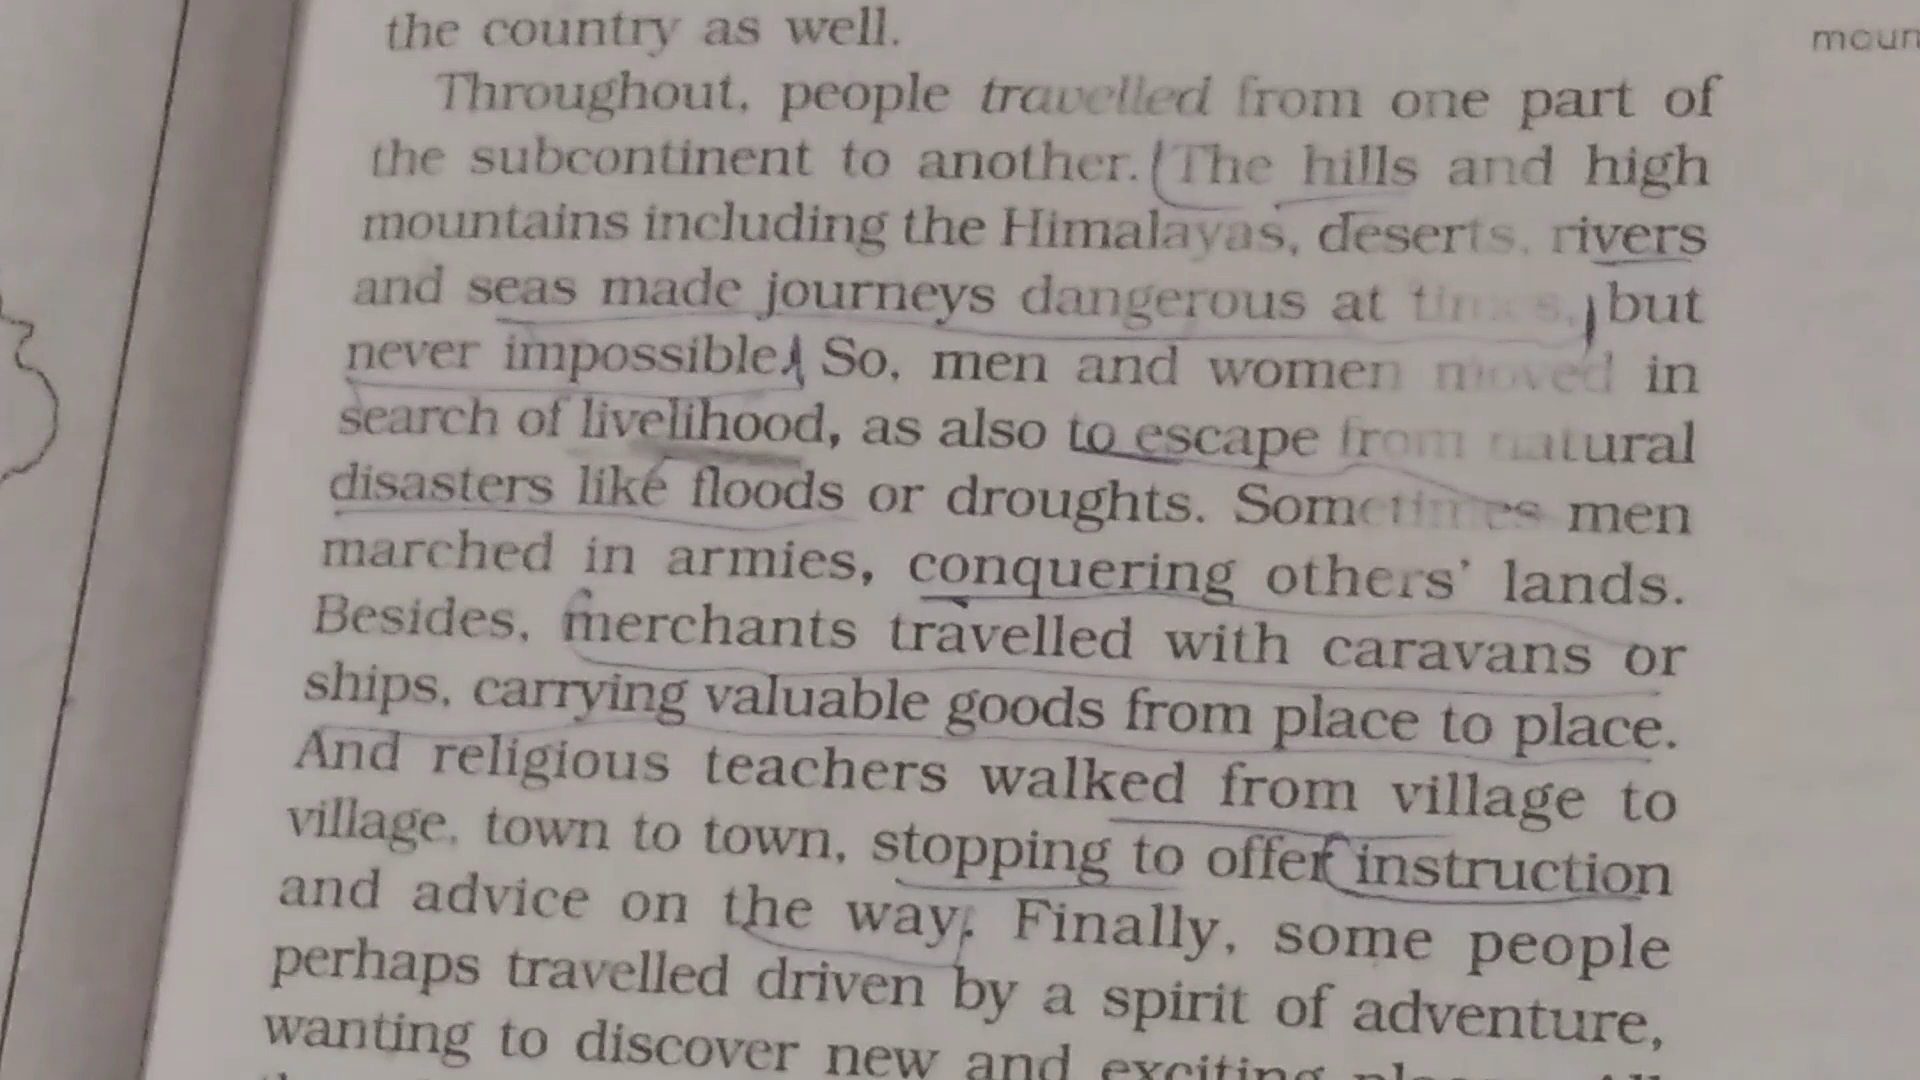 the country as well.
moun
Throughout, people travelled from one part of
the subcontinent to another. The hills and high
mountains including the Himalayas, deserts, rivers
and seas made journeys dangerous at times, but
never impossible. So, men and women moved in
search of livelihood, as also to escape from natural
disasters like floods or droughts. Sometimes men
marched in armies, conquering others' lands.
Besides, merchants travelled with caravans or
ships, carrying valuable goods from place to place.
And religious teachers walked from village to
village, town to town, stopping to offer instruction
and advice on the way. Finally, some people
perhaps travelled driven by a spirit of adventure,
wanting to discover new and exciting